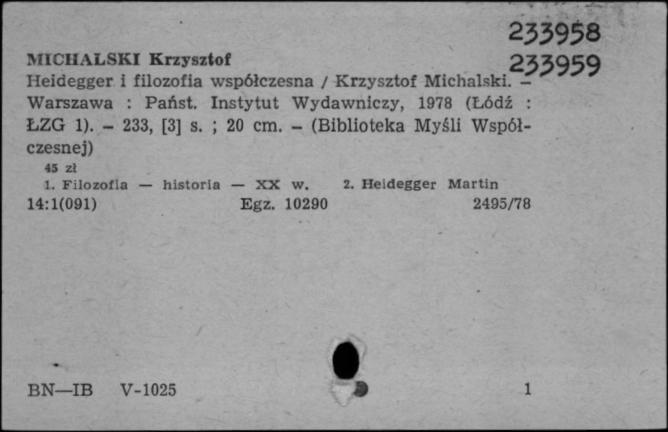 233958
MICHALSKI Krzysztof
233959
Heidegger i filozofia współczesna / Krzysztof Michalski. –
Warszawa : Państ. Instytut Wydawniczy, 1978 (Łódź :
ŁZG 1). – 233, [3] s. ; 20 cm. – (Biblioteka Myśli Współ-
czesnej)
45 zł
1. Filozofia — historia — XX w. 2. Heidegger Martin
14:1(091) Egz. 10290 2495/78
BN—IB V-1025 1